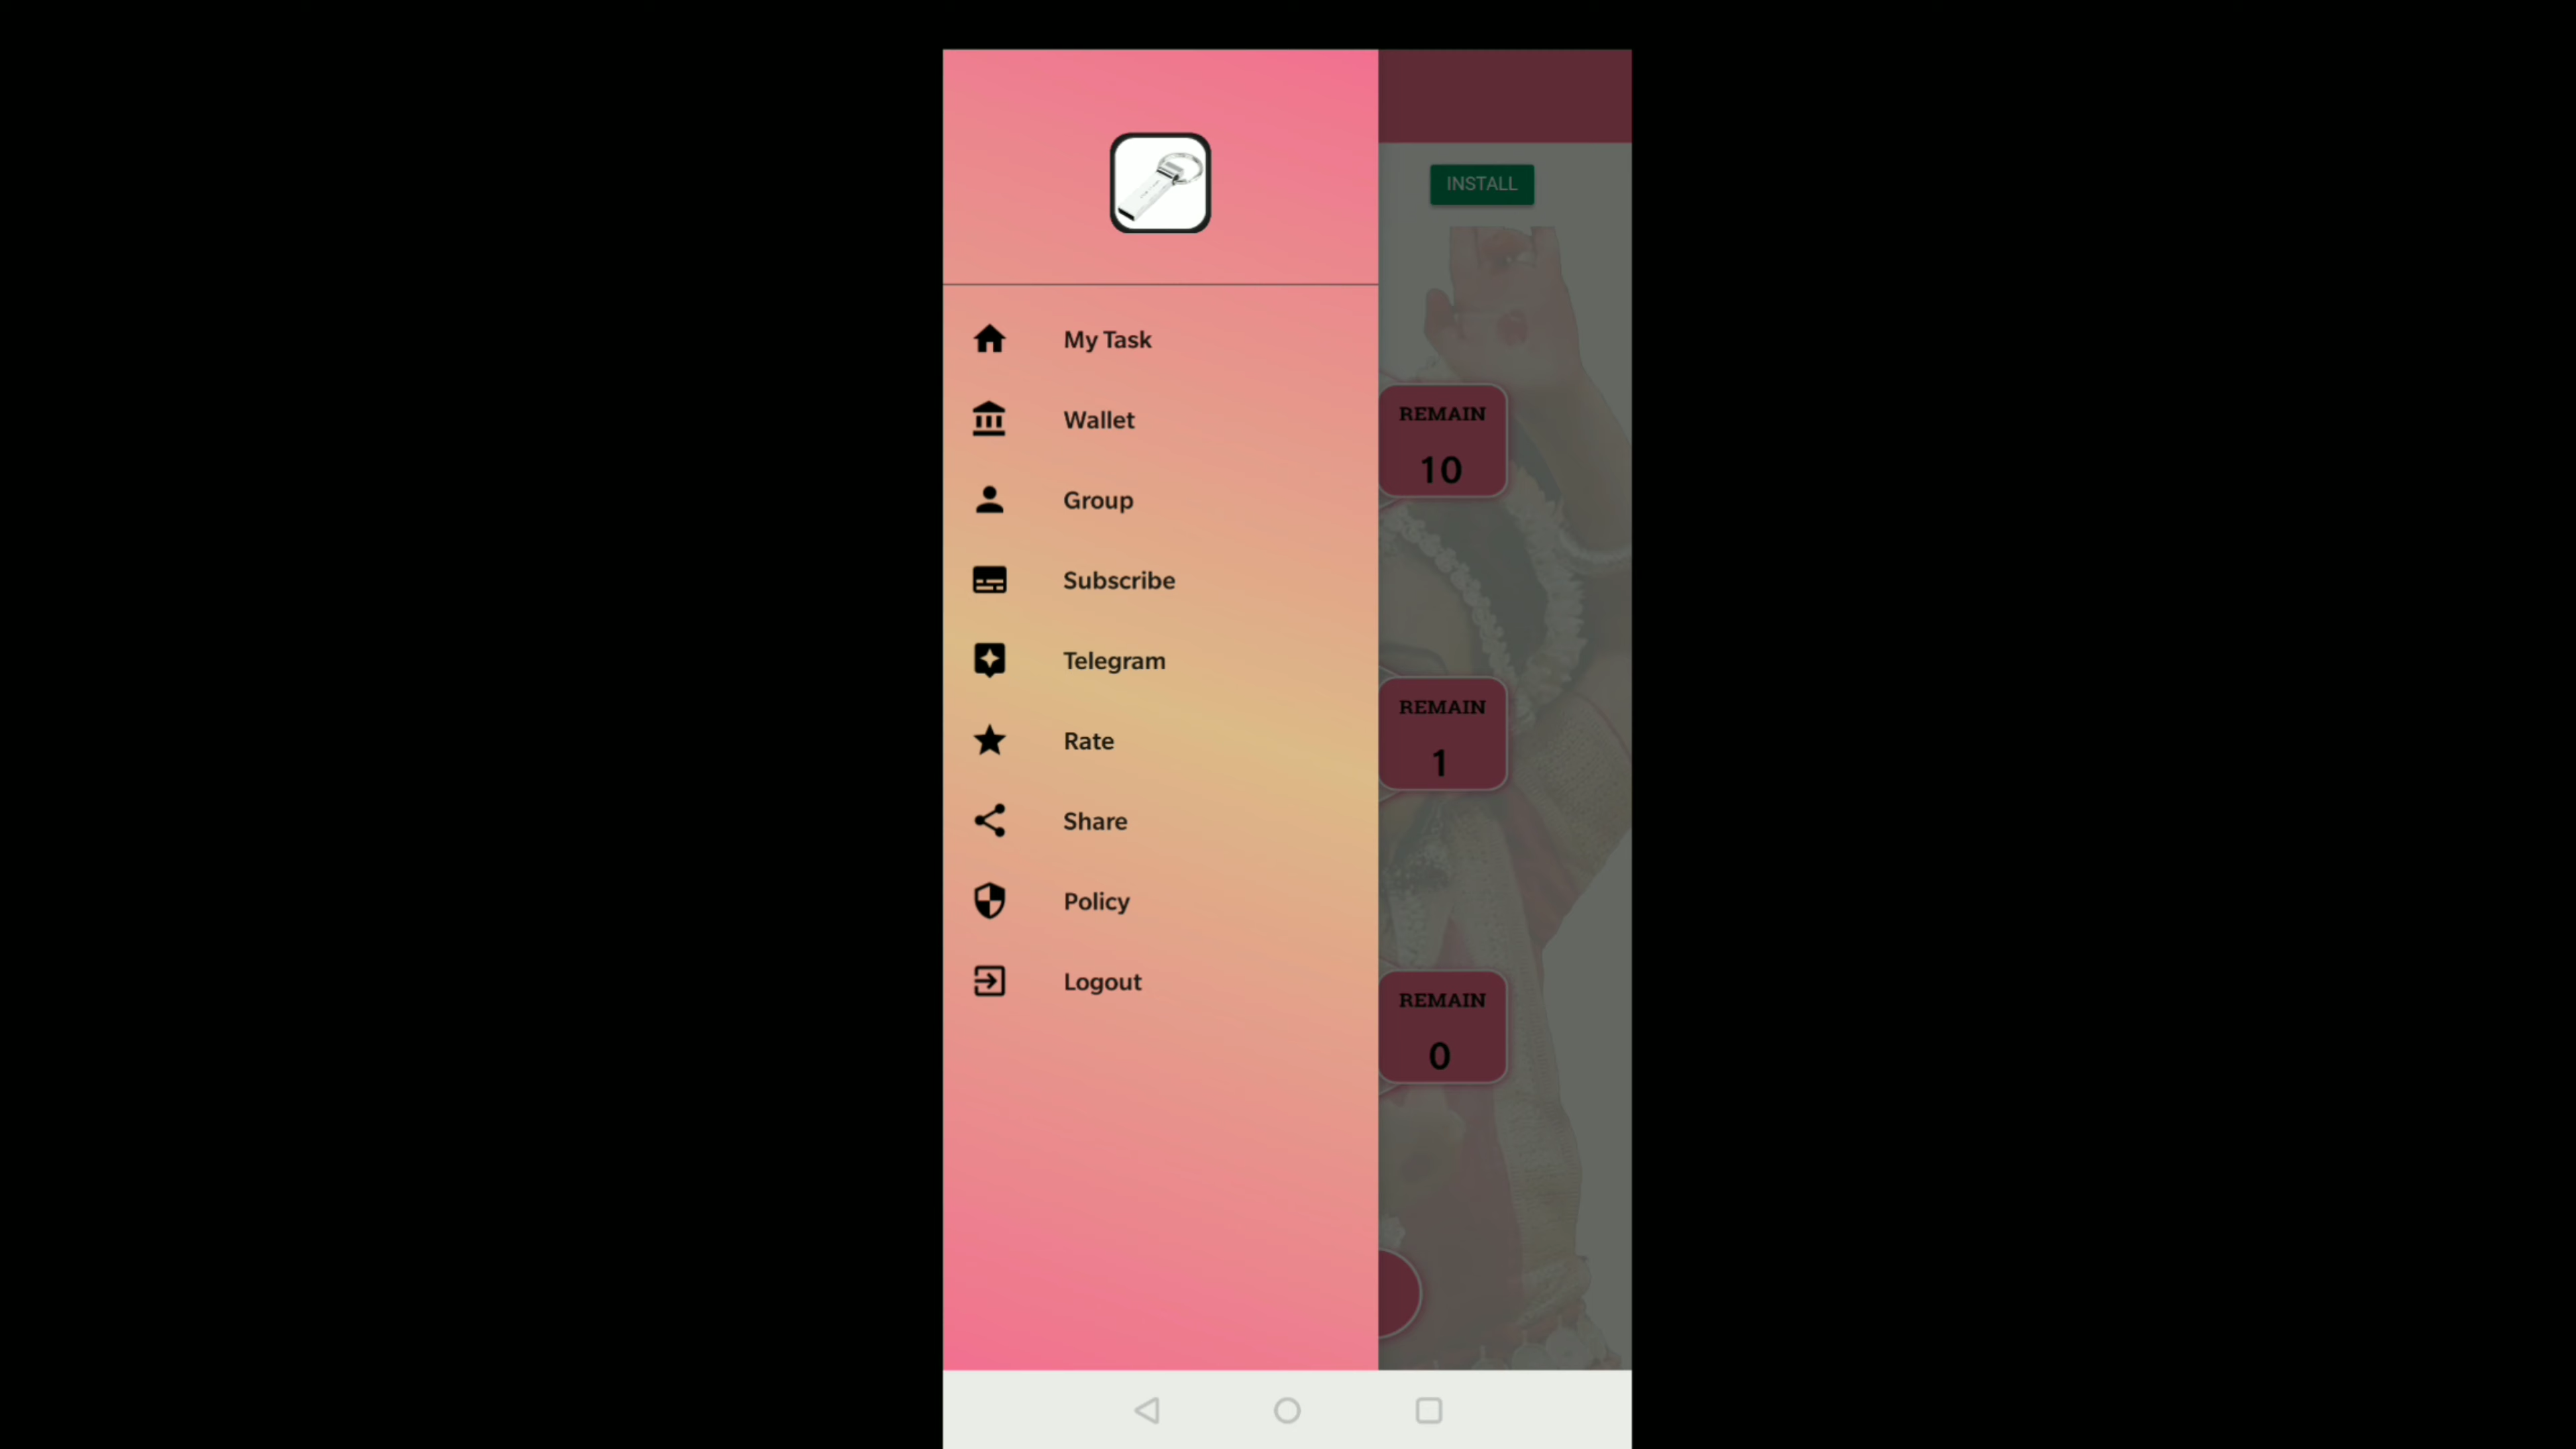 INSTALL
My Task
Wallet
Group
Subscribe
Telegram
Rate
Share
Policy
Logout
REMAIN
10
REMAIN
1
REMAIN
0